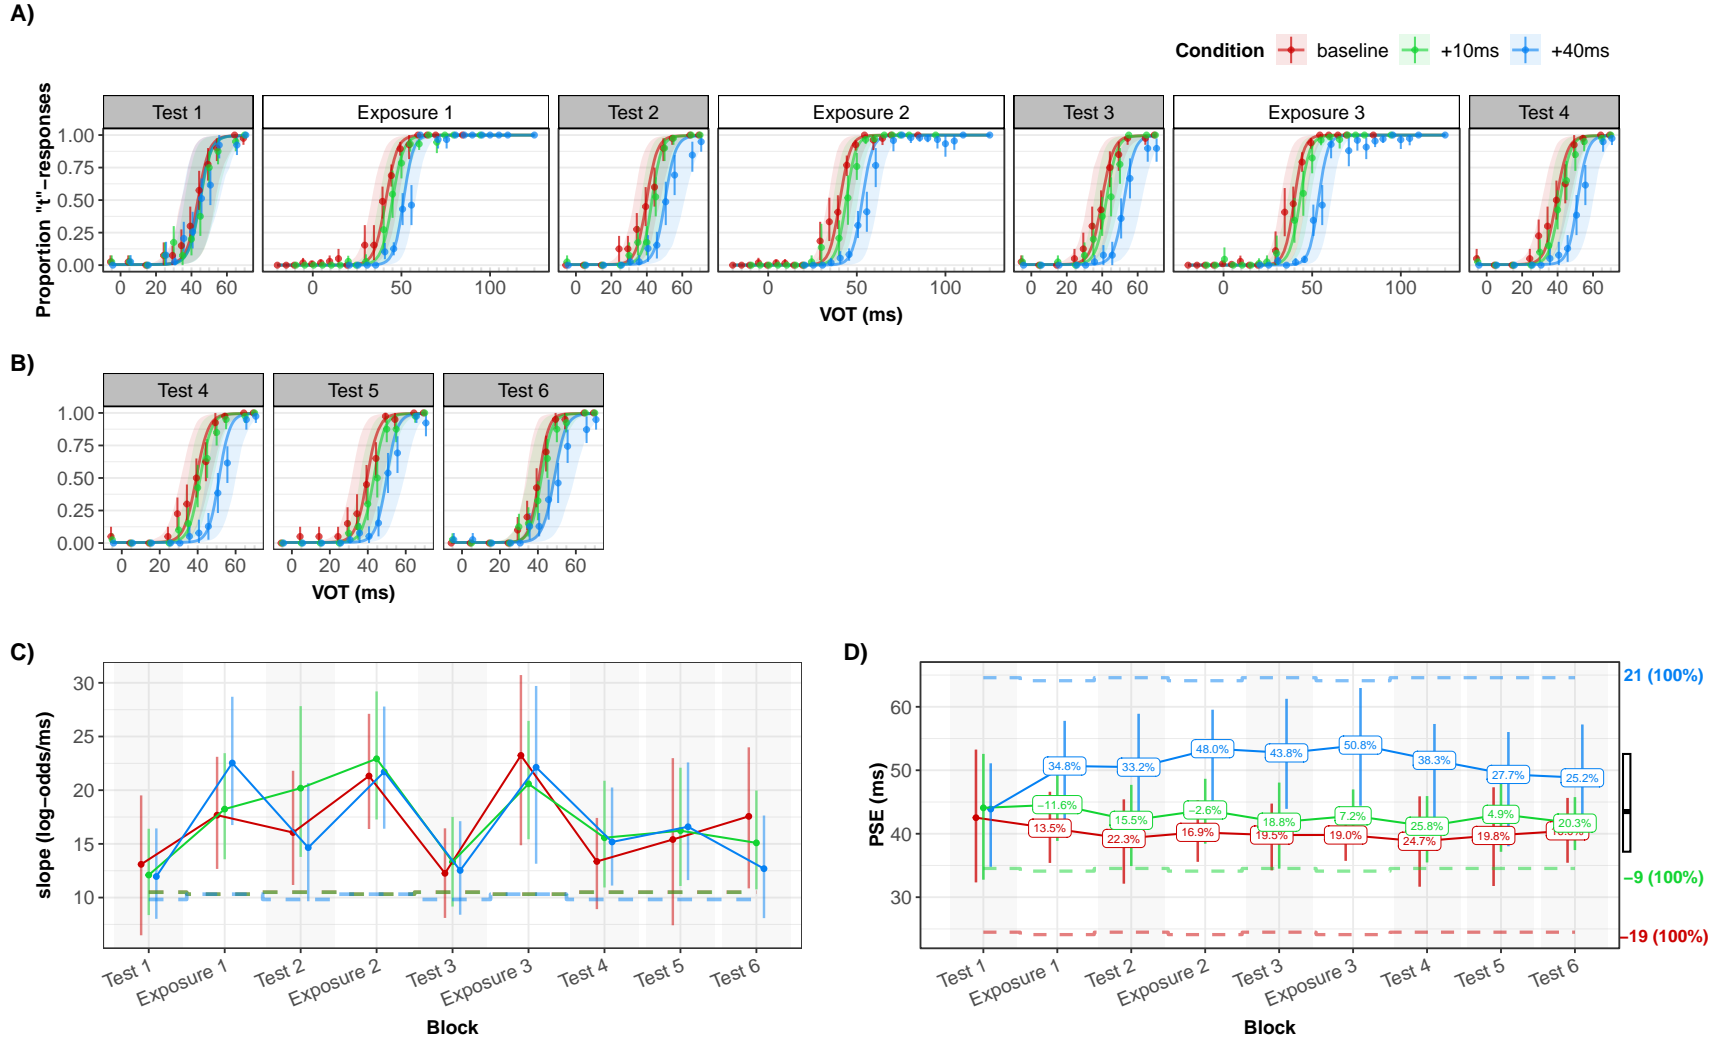 A)
Condition baseline +10ms +40ms
Test 1 Exposure 1 Test 2 Exposure 2 Test 3 Exposure 3 Test 4
Proportion "t"−responses
1.00
0.75
0.50
0.25
0.00
0 20 40 60 0 50 100 0 20 40 60 0 50 100 0 20 40 60 0 50 100 0 20 40 60
VOT (ms)
B)
Test 4 Test 5 Test 6
1.00
0.75
0.50
0.25
0.00
0 20 40 60 0 20 40 60 0 20 40 60
VOT (ms)
C)
slope (log−odds/ms)
30
25
20
15
10
Test 1 Exposure 1 Test 2 Exposure 2 Test 3 Exposure 3 Test 4 Test 5 Test 6
Block
D)
PSE (ms)
60
50
40
30
34.8% 33.2% 48.0% 43.8% 50.8% 38.3% 27.7% 25.2%
−11.6% 15.5% −2.6% 18.8% 7.2% 25.8% 4.9% 20.3%
13.5% 22.3% 16.9% 19.5% 19.0% 24.7% 19.8%
21 (100%)
−9 (100%)
−19 (100%)
Test 1 Exposure 1 Test 2 Exposure 2 Test 3 Exposure 3 Test 4 Test 5 Test 6
Block